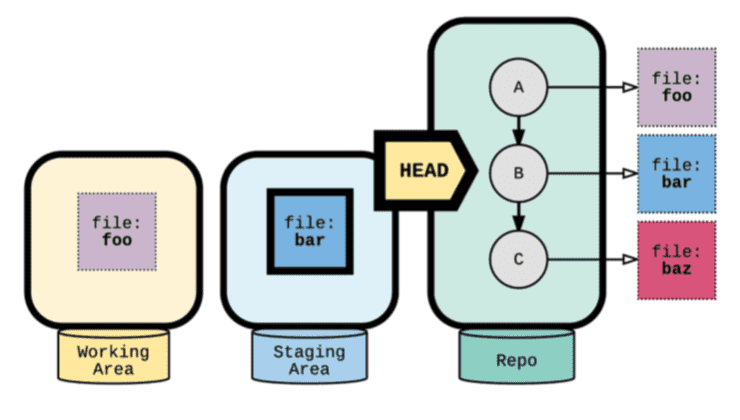 file:
foo
Working
Area
file:
bar
Staging
Area
HEAD
A
B
C
Repo
file:
foo
file:
bar
file:
baz